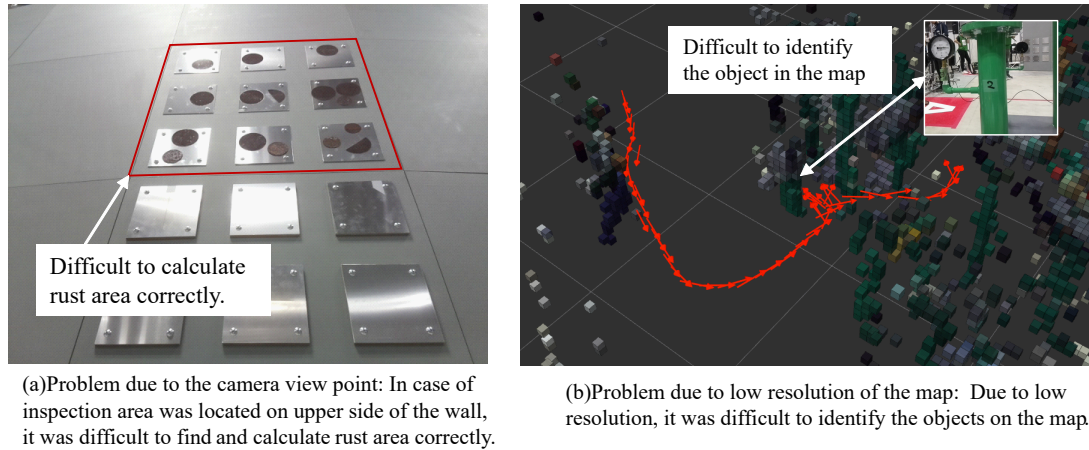 Difficult to calculate
rust area correctly.
(a)Problem due to the camera view point: In case of
inspection area was located on upper side of the wall,
it was difficult to find and calculate rust area correctly.
Difficult to identify
the object in the map
2
(b)Problem due to low resolution of the map: Due to low
resolution, it was difficult to identify the objects on the map.